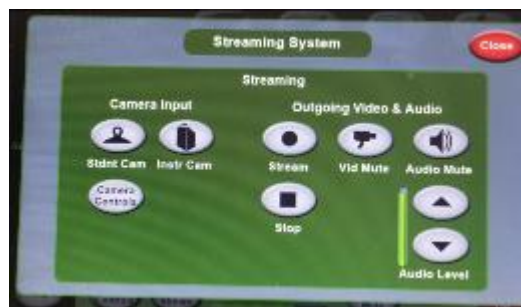 Streaming System
Close
Streaming
Camera Input
Outgoing Video & Audio
Stdnt Cam
Instr Cam
Stream
Vid Mute
Audio Mute
Camera
Controls
Stop
Audio Level